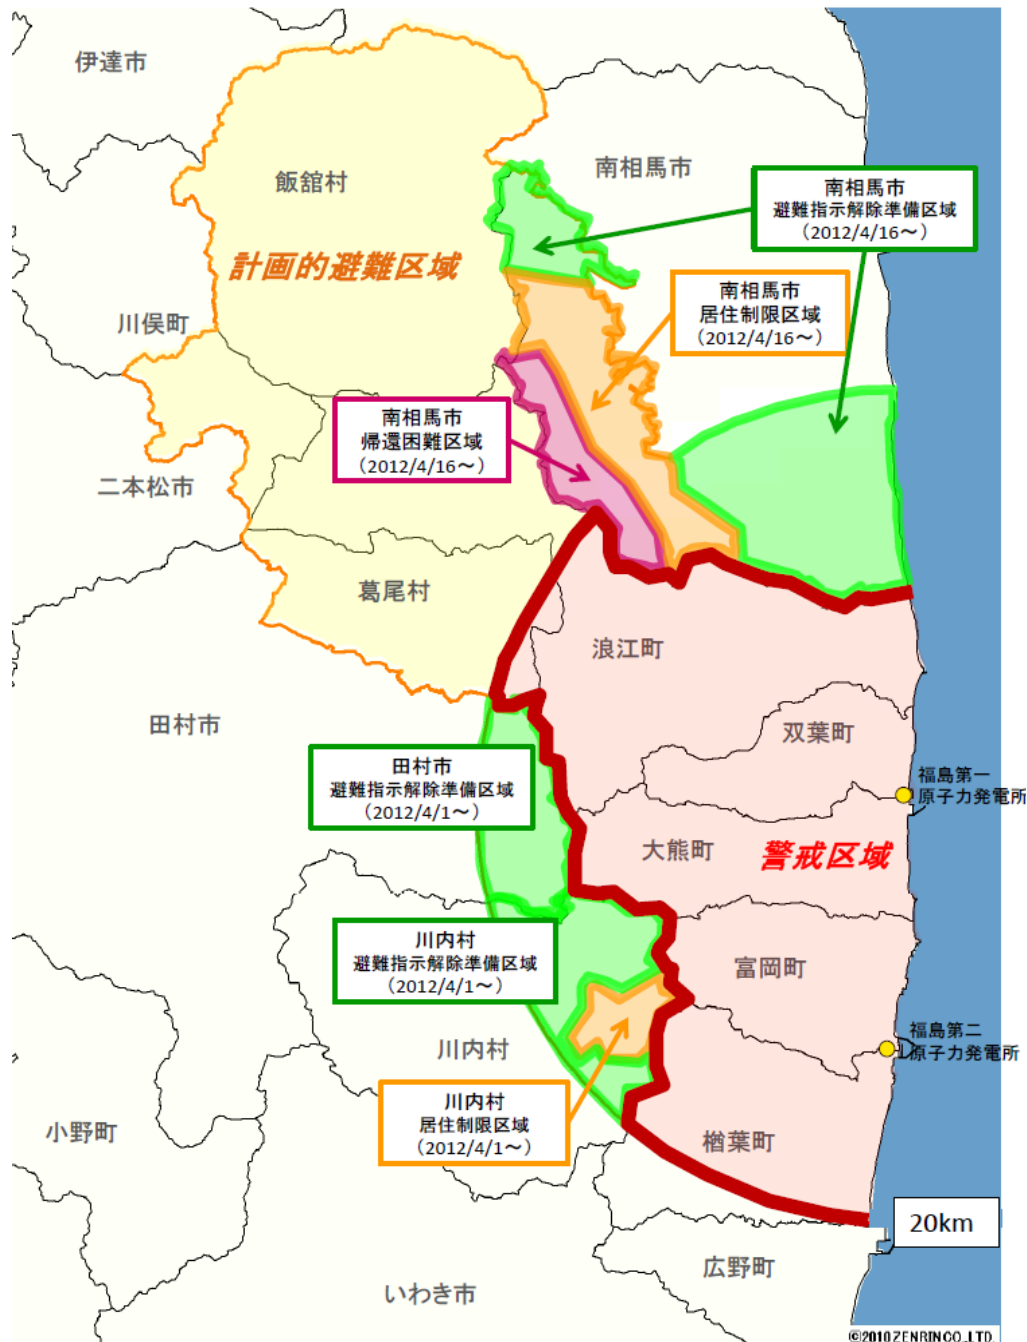 伊達市
飯舘村
南相馬市
南相馬市
避難指示解除準備区域
(2012/4/16～)
計画的避難区域
南相馬市
居住制限区域
(2012/4/16～)
川俣町
南相馬市
帰還困難区域
(2012/4/16～)
二本松市
葛尾村
浪江町
田村市
双葉町
田村市
避難指示解除準備区域
(2012/4/1～)
福島第一
原子力発電所
大熊町
警戒区域
川内村
避難指示解除準備区域
(2012/4/1～)
富岡町
川内村
福島第二
原子力発電所
川内村
居住制限区域
(2012/4/1～)
小野町
楢葉町
20km
広野町
いわき市
©2010ZENRIN CO., LTD.